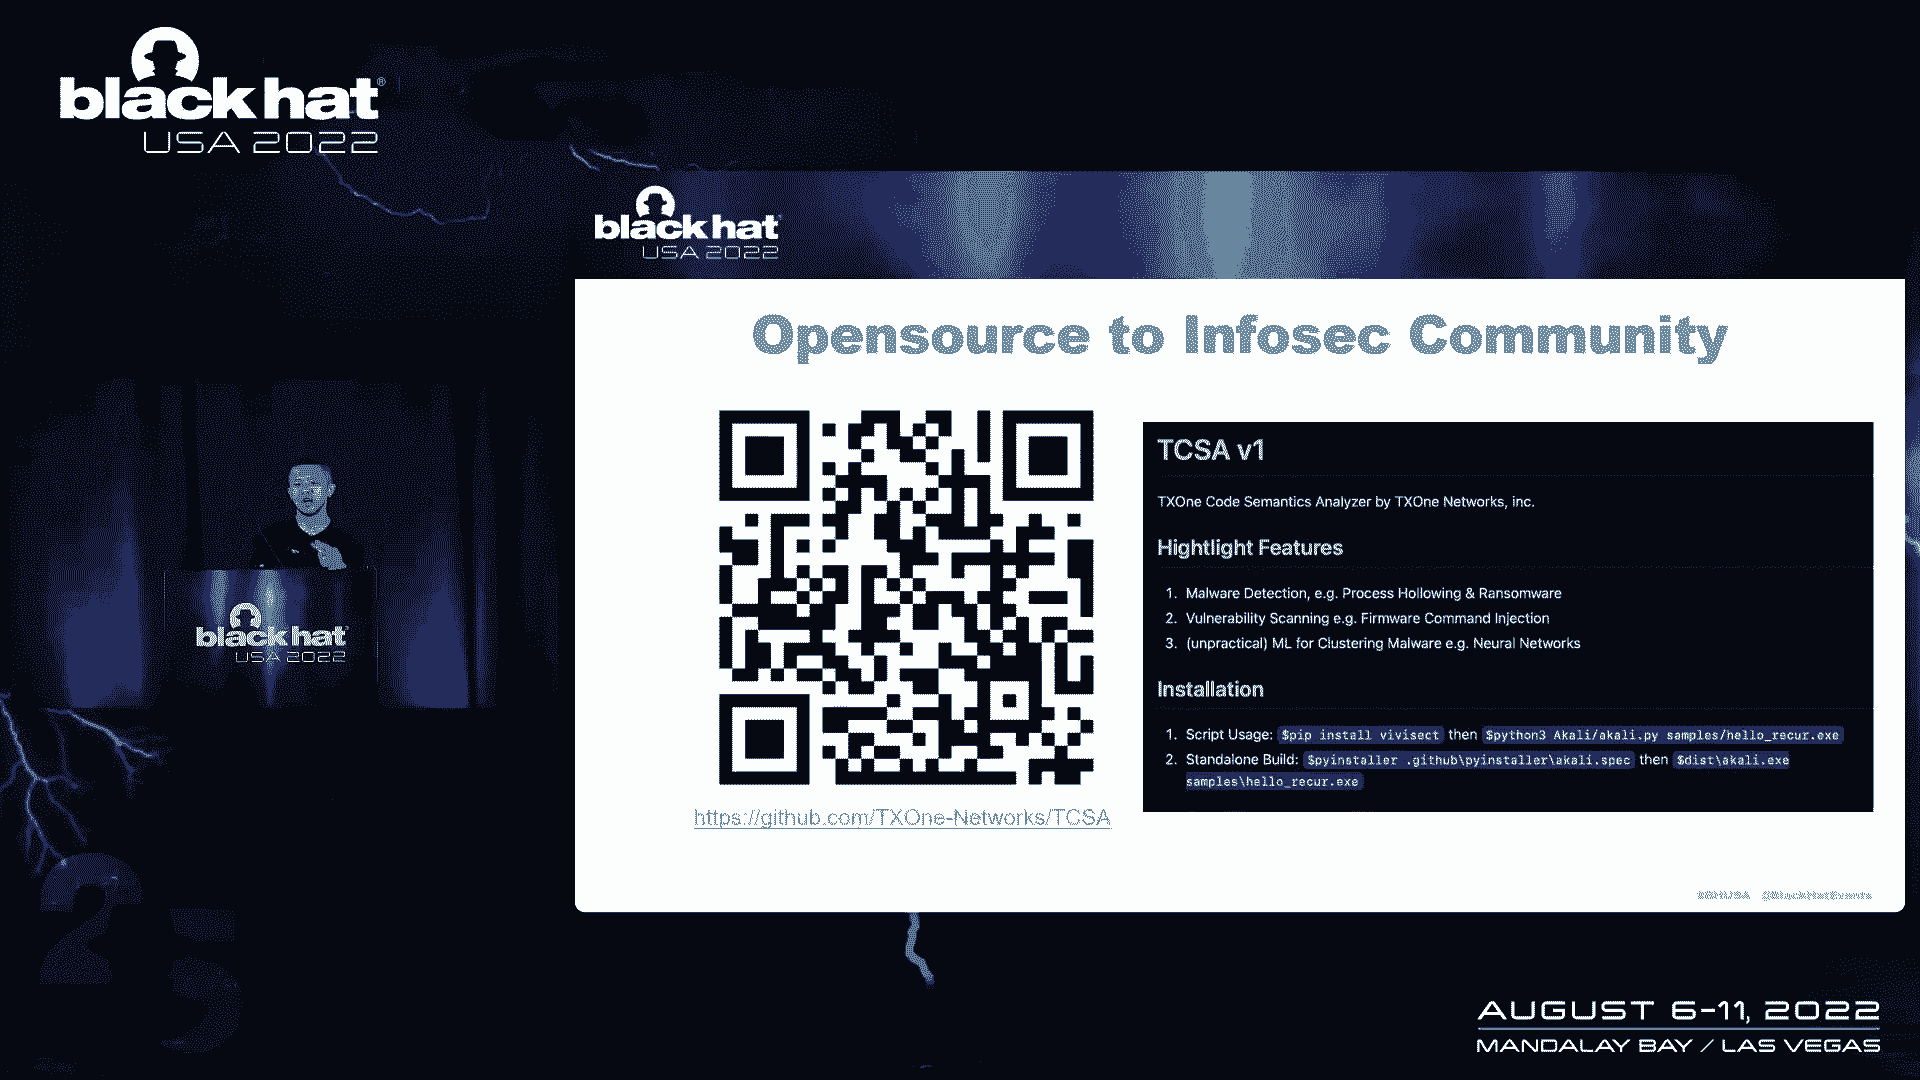 black hat®
USA 2022
black hat
USA 2022
Opensource to Infosec Community
TCSA v1
TXOne Code Semantics Analyzer by TXOne Networks, inc.
Hightlight Features
1. Malware Detection, e.g. Process Hollowing & Ransomware
2. Vulnerability Scanning e.g. Firmware Command Injection
3. (unpractical) ML for Clustering Malware e.g. Neural Networks
Installation
1. Script Usage: $pip install vivisect then $python3 Akali/akali.py samples/hello_recur.exe
2. Standalone Build: $pyinstaller .github\pyinstaller\akali.spec then $dist\akali.exe
samples\hello_recur.exe
https://github.com/TXOne-Networks/TCSA
#BHUSA @BlackHatEvents
black hat
USA 2022
25
AUGUST 6-11, 2022
MANDALAY BAY / LAS VEGAS